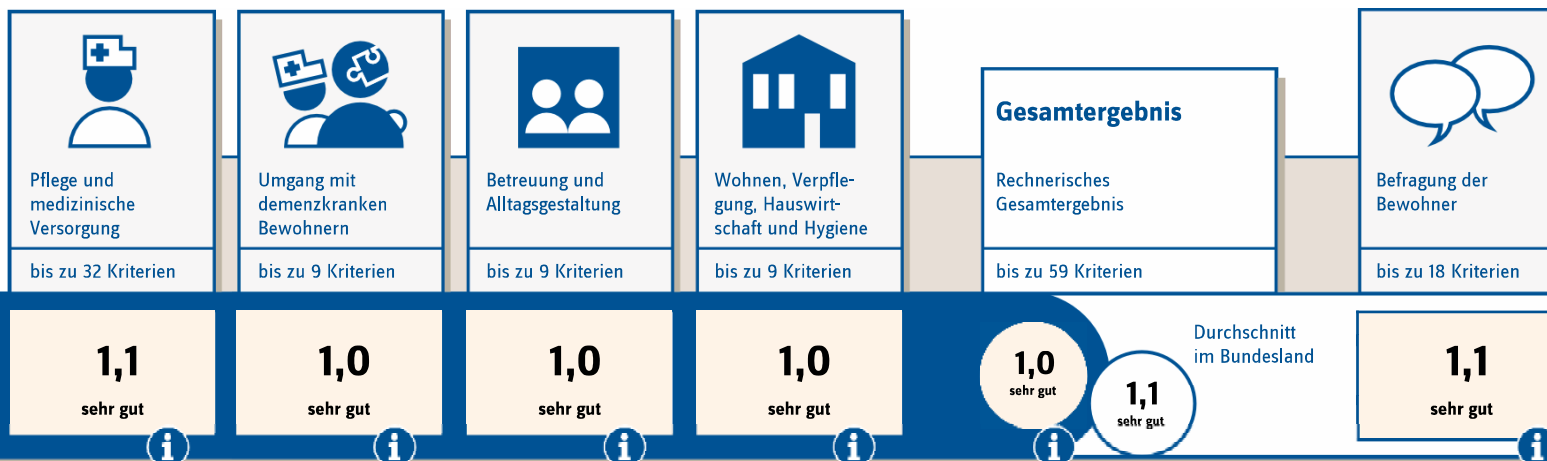 Pflege und
medizinische
Versorgung
bis zu 32 Kriterien
1,1
sehr gut
i
Umgang mit
demenzkranken
Bewohnern
bis zu 9 Kriterien
1,0
sehr gut
i
Betreuung und
Alltagsgestaltung
bis zu 9 Kriterien
1,0
sehr gut
i
Wohnen, Verpfle-
gung, Hauswirt-
schaft und Hygiene
bis zu 9 Kriterien
1,0
sehr gut
i
Gesamtergebnis
Rechnerisches
Gesamtergebnis
bis zu 59 Kriterien
1,0
sehr gut
i
Durchschnitt
im Bundesland
1,1
sehr gut
Befragung der
Bewohner
bis zu 18 Kriterien
1,1
sehr gut
i